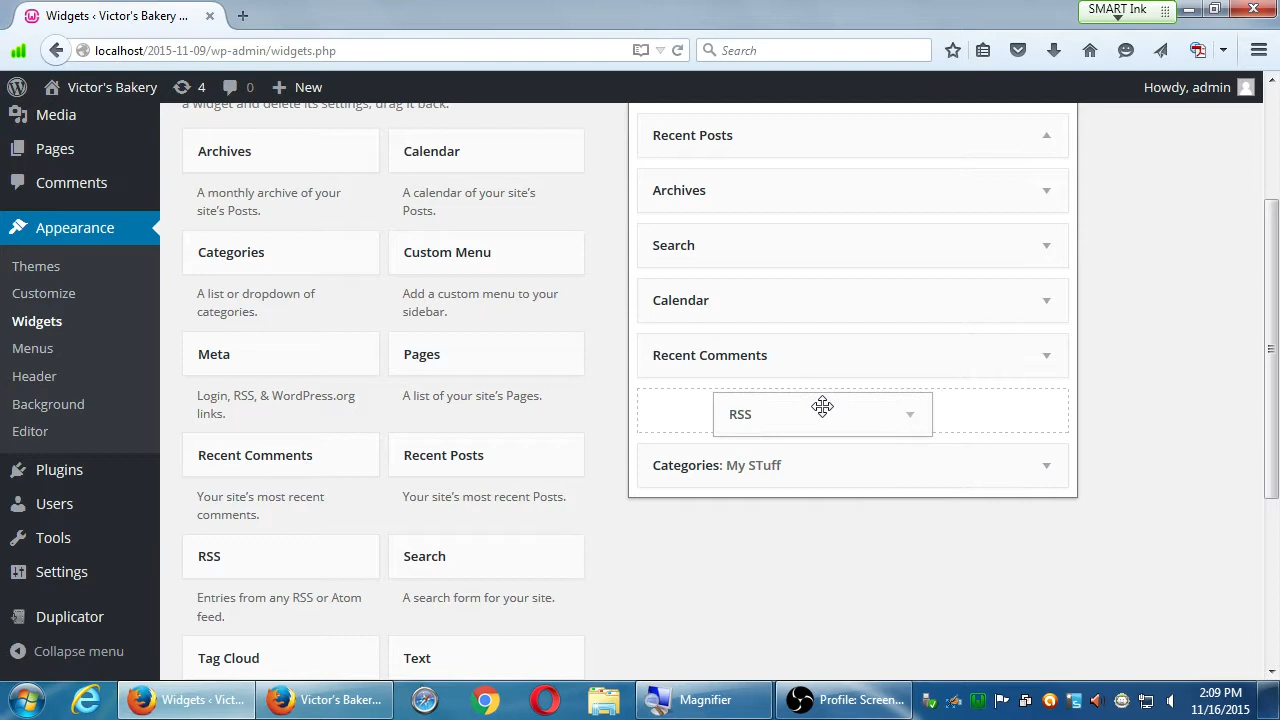 Widgets ‹ Victor's Bakery ...
SMART Ink
localhost/2015-11-09/wp-admin/widgets.php
Search
Victor's Bakery
4
0
New
Howdy, admin
Media
Pages
Comments
Appearance
Themes
Customize
Widgets
Menus
Header
Background
Editor
Plugins
Users
Tools
Settings
Duplicator
Collapse menu
a widget and delete its settings, drag it back.
Archives
A monthly archive of your
site's Posts.
Calendar
A calendar of your site's
Posts.
Categories
A list or dropdown of
categories.
Custom Menu
Add a custom menu to your
sidebar.
Meta
Login, RSS, & WordPress.org
links.
Pages
A list of your site's Pages.
Recent Comments
Your site's most recent
comments.
Recent Posts
Your site's most recent Posts.
RSS
Entries from any RSS or Atom
feed.
Search
A search form for your site.
Tag Cloud
Text
Recent Posts
Archives
Search
Calendar
Recent Comments
RSS
Categories: My STuff
Widgets ‹ Vict...
Victor's Bakery...
Magnifier
Profile: Screen...
2:09 PM
11/16/2015